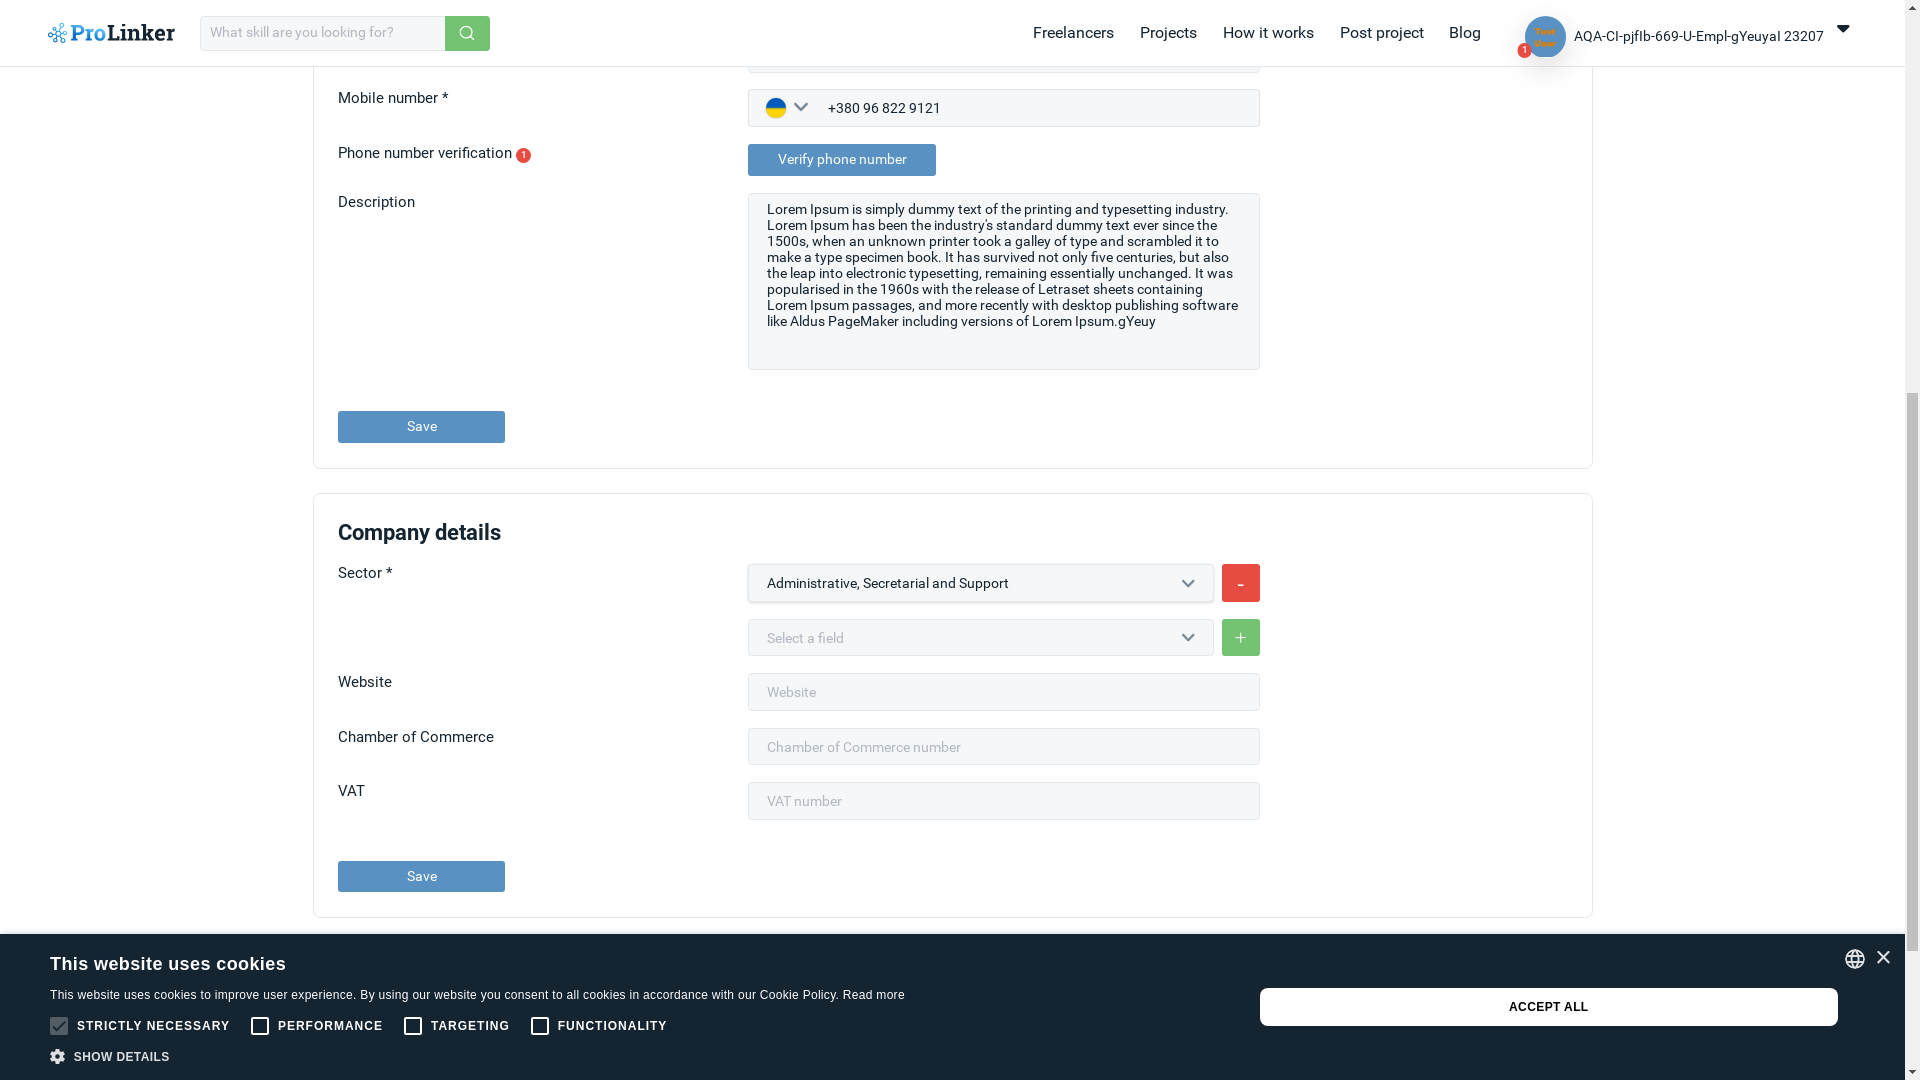 ProLinker
What skill are you looking for?
Freelancers
Projects
How it works
Post project
Blog
Test
User
1
AQA-CI-pjfIb-669-U-Empl-gYeuyaI 23207
Mobile number *
+380 96 822 9121
Phone number verification 1
Verify phone number
Description
Lorem Ipsum is simply dummy text of the printing and typesetting industry.
Lorem Ipsum has been the industry's standard dummy text ever since the
1500s, when an unknown printer took a galley of type and scrambled it to
make a type specimen book. It has survived not only five centuries, but also
the leap into electronic typesetting, remaining essentially unchanged. It was
popularised in the 1960s with the release of Letraset sheets containing
Lorem Ipsum passages, and more recently with desktop publishing software
like Aldus PageMaker including versions of Lorem Ipsum.gYeuy
Save
Company details
Sector *
Administrative, Secretarial and Support
-
Select a field
+
Website
Website
Chamber of Commerce
Chamber of Commerce number
VAT
VAT number
Save
This website uses cookies
This website uses cookies to improve user experience. By using our website you consent to all cookies in accordance with our Cookie Policy. Read more
STRICTLY NECESSARY
PERFORMANCE
TARGETING
FUNCTIONALITY
SHOW DETAILS
ACCEPT ALL